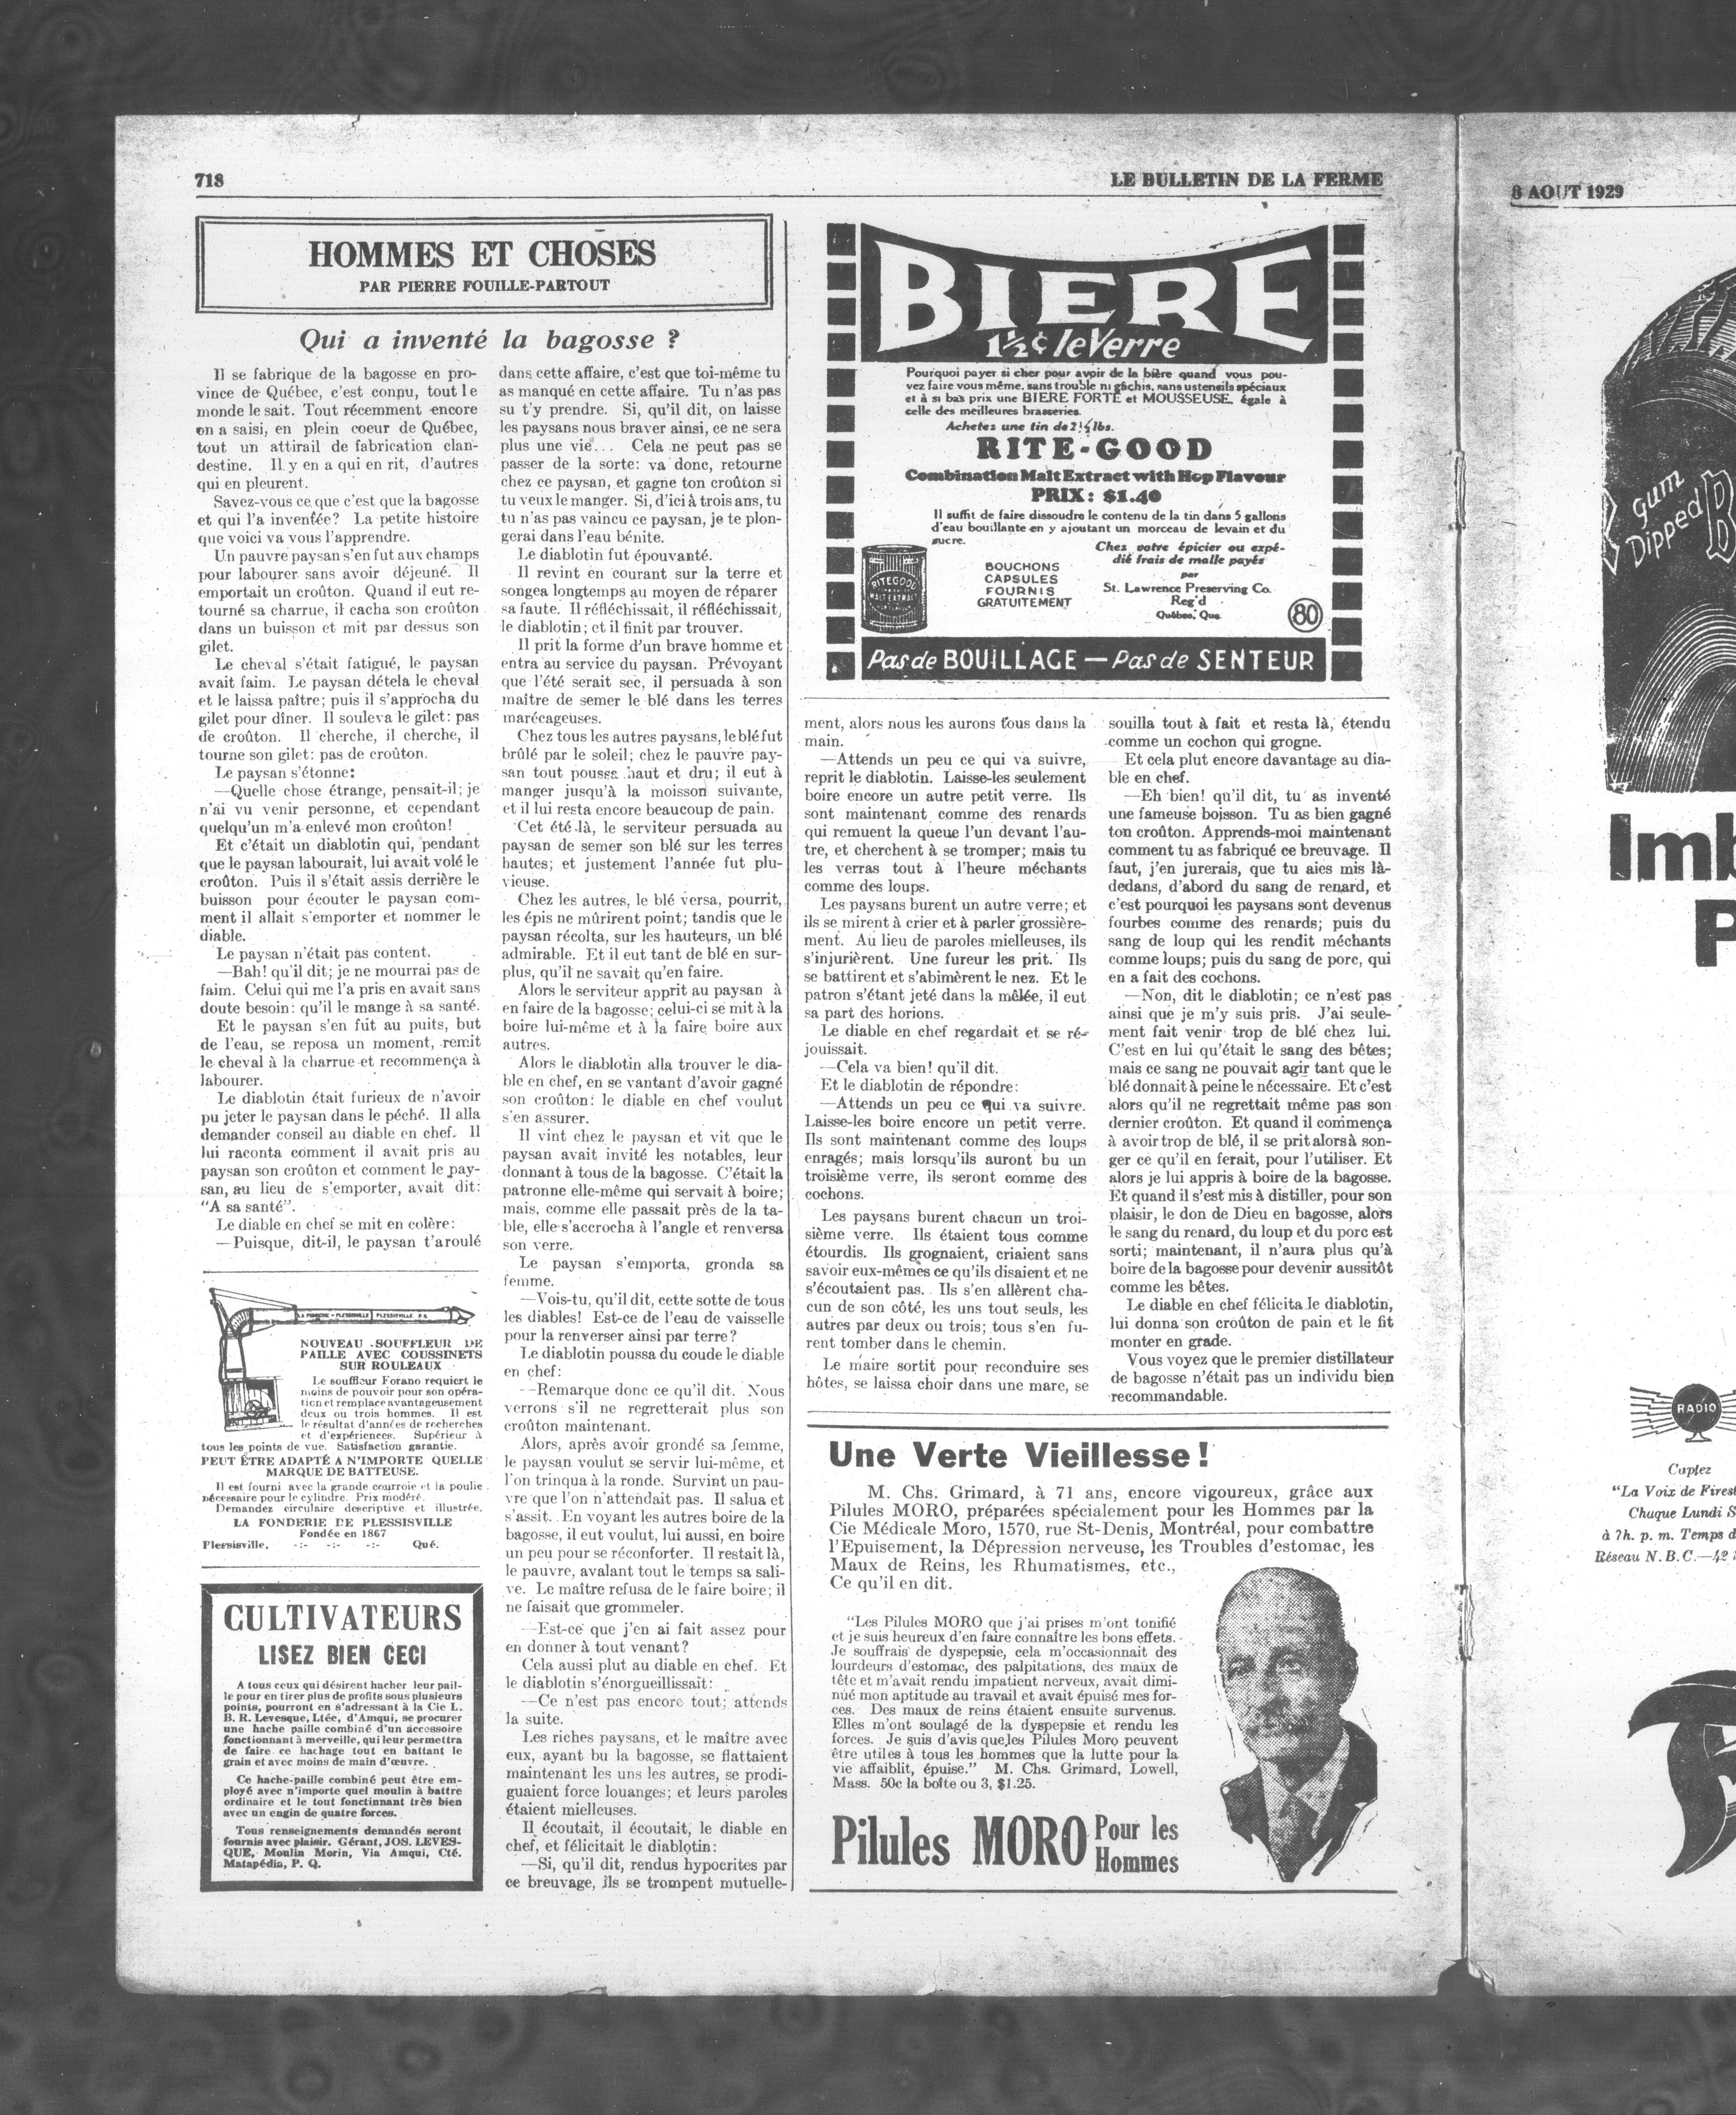 718
LE BULLETIN DE LA FERME
HOMMES ET CHOSES
PAR PIERRE FOUILLE-PARTOUT
Qui a inventé la bagosse ?
Il se fabrique de la bagosse en pro-
vince de Québec, c'est connu, tout le
monde le sait. Tout récemment encore
on a saisi, en plein coeur de Québec,
tout un attirail de fabrication clan-
destine. Il y en a qui en rit, d'autres
qui en pleurent.
Savez-vous ce que c'est que la bagosse
et qui l'a inventée? La petite histoire
que voici va vous l'apprendre.
Un pauvre paysan s'en fut aux champs
pour labourer sans avoir déjeuné. Il
emportait un croûton. Quand il eut re-
tourné sa charrue, il cacha son croûton
dans un buisson et mit par dessus son
gilet.
Le cheval s'était fatigué, le paysan
avait faim. Le paysan détela le cheval
et le laissa paître; puis il s'approcha du
gilet pour dîner. Il souleva le gilet: pas
de croûton. Il cherche, il cherche, il
tourne son gilet: pas de croûton.
Le paysan s'étonne:
—Quelle chose étrange, pensait-il; je
n'ai vu venir personne, et cependant
quelqu'un m'a enlevé mon croûton!
Et c'était un diablotin qui, pendant
que le paysan labourait, lui avait volé le
croûton. Puis il s'était assis derrière le
buisson pour écouter le paysan com-
ment il allait s'emporter et nommer le
diable.
Le paysan n'était pas content.
—Bah! qu'il dit; je ne mourrai pas de
faim. Celui qui me l'a pris en avait sans
doute besoin: qu'il le mange à sa santé.
Et le paysan s'en fut au puits, but
de l'eau, se reposa un moment, remit
le cheval à la charrue et recommença à
labourer.
Le diablotin était furieux de n'avoir
pu jeter le paysan dans le péché. Il alla
demander conseil au diable en chef. Il
lui raconta comment il avait pris au
paysan son croûton et comment le pay-
san, au lieu de s'emporter, avait dit:
"A sa santé".
Le diable en chef se mit en colère:
—Puisque, dit-il, le paysan t'a roulé
LA FONDERIE - PLESSISVILLE PLESSISVILLE P.Q.
NOUVEAU SOUFFLEUR DE
PAILLE AVEC COUSSINETS
SUR ROULEAUX
Le souffleur Forano requiert le
moins de pouvoir pour son opéra-
tion et remplace avantageusement
deux ou trois hommes. Il est
le résultat d'années de recherches
et d'expériences. Supérieur à
tous les points de vue. Satisfaction garantie.
PEUT ÊTRE ADAPTÉ A N'IMPORTE QUELLE
MARQUE DE BATTEUSE.
Il est fourni avec la grande courroie et la poulie
nécessaire pour le cylindre. Prix modéré.
Demandez circulaire descriptive et illustrée.
LA FONDERIE DE PLESSISVILLE
Fondée en 1867
Plessisville, -:- -:- -:- Qué.
CULTIVATEURS
LISEZ BIEN CECI
A tous ceux qui désirent hacher leur pail-
le pour en tirer plus de profits sous plusieurs
points, pourront en s'adressant à la Cie L.
B. R. Levesque, Ltée, d'Amqui, se procurer
une hache paille combiné d'un accessoire
fonctionnant à merveille, qui leur permettra
de faire ce hachage tout en battant le
grain et avec moins de main d'œuvre.
Ce hache-paille combiné peut être em-
ployé avec n'importe quel moulin à battre
ordinaire et le tout fonctinnant très bien
avec un engin de quatre forces.
Tous renseignements demandés seront
fournis avec plaisir. Gérant, JOS. LEVES-
QUE, Moulin Morin, Via Amqui, Cté.
Matapédia, P. Q.
dans cette affaire, c'est que toi-même tu
as manqué en cette affaire. Tu n'as pas
su t'y prendre. Si, qu'il dit, on laisse
les paysans nous braver ainsi, ce ne sera
plus une vie... Cela ne peut pas se
passer de la sorte: va donc, retourne
chez ce paysan, et gagne ton croûton si
tu veux le manger. Si, d'ici à trois ans, tu
tu n'as pas vaincu ce paysan, je te plon-
gerai dans l'eau bénite.
Le diablotin fut épouvanté.
Il revint en courant sur la terre et
songea longtemps au moyen de réparer
sa faute. Il réfléchissait, il réfléchissait,
le diablotin; et il finit par trouver.
Il prit la forme d'un brave homme et
entra au service du paysan. Prévoyant
que l'été serait sec, il persuada à son
maître de semer le blé dans les terres
marécageuses.
Chez tous les autres paysans, le blé fut
brûlé par le soleil; chez le pauvre pay-
san tout poussa haut et dru; il eut à
manger jusqu'à la moisson suivante,
et il lui resta encore beaucoup de pain.
Cet été-là, le serviteur persuada au
paysan de semer son blé sur les terres
hautes; et justement l'année fut plu-
vieuse.
Chez les autres, le blé versa, pourrit,
les épis ne mûrirent point; tandis que le
paysan récolta, sur les hauteurs, un blé
admirable. Et il eut tant de blé en sur-
plus, qu'il ne savait qu'en faire.
Alors le serviteur apprit au paysan à
en faire de la bagosse; celui-ci se mit à la
boire lui-même et à la faire boire aux
autres.
Alors le diablotin alla trouver le dia-
ble en chef, en se vantant d'avoir gagné
son croûton: le diable en chef voulut
s'en assurer.
Il vint chez le paysan et vit que le
paysan avait invité les notables, leur
donnant à tous de la bagosse. C'était la
patronne elle-même qui servait à boire;
mais, comme elle passait près de la ta-
ble, elle s'accrocha à l'angle et renversa
son verre.
Le paysan s'emporta, gronda sa
femme.
—Vois-tu, qu'il dit, cette sotte de tous
les diables! Est-ce de l'eau de vaisselle
pour la renverser ainsi par terre?
Le diablotin poussa du coude le diable
en chef:
—Remarque donc ce qu'il dit. Nous
verrons s'il ne regretterait plus son
croûton maintenant.
Alors, après avoir grondé sa femme,
le paysan voulut se servir lui-même, et
l'on trinqua à la ronde. Survint un pau-
vre que l'on n'attendait pas. Il salua et
s'assit. En voyant les autres boire de la
bagosse, il eut voulut, lui aussi, en boire
un peu pour se réconforter. Il restait là,
le pauvre, avalant tout le temps sa sali-
ve. Le maître refusa de le faire boire; il
ne faisait que grommeler.
—Est-ce que j'en ai fait assez pour
en donner à tout venant?
Cela aussi plut au diable en chef. Et
le diablotin s'énorgueillissait:
—Ce n'est pas encore tout; attends
la suite.
Les riches paysans, et le maître avec
eux, ayant bu la bagosse, se flattaient
maintenant les uns les autres, se prodi-
guaient force louanges; et leurs paroles
étaient mielleuses.
Il écoutait, il écoutait, le diable en
chef, et félicitait le diablotin:
—Si, qu'il dit, rendus hypocrites par
ce breuvage, ils se trompent mutuelle-
BIERE
1½¢ le Verre
Pourquoi payer si cher pour avoir de la bière quand vous pou-
vez faire vous même, sans trouble ni gâchis, sans ustensils spéciaux
et à si bas prix une BIERE FORTE et MOUSSEUSE, égale à
celle des meilleures brasseries.
Achetez une tin de 2½ lbs.
RITE-GOOD
Combination Malt Extract with Hop Flavour
PRIX: $1.40
Il suffit de faire dissoudre le contenu de la tin dans 5 gallons
d'eau bouillante en y ajoutant un morceau de levain et du
sucre.
RITEGOOD
MALT EXTRACT
BOUCHONS
CAPSULES
FOURNIS
GRATUITEMENT
Chez votre épicier ou expé-
dié frais de malle payés
par
St. Lawrence Preserving Co.
Reg'd
Québec, Que.
80
Pas de BOUILLAGE — Pas de SENTEUR
ment, alors nous les aurons tous dans la
main.
—Attends un peu ce qui va suivre,
reprit le diablotin. Laisse-les seulement
boire encore un autre petit verre. Ils
sont maintenant comme des renards
qui remuent la queue l'un devant l'au-
tre, et cherchent à se tromper; mais tu
les verras tout à l'heure méchants
comme des loups.
Les paysans burent un autre verre; et
ils se mirent à crier et à parler grossière-
ment. Au lieu de paroles mielleuses, ils
s'injurièrent. Une fureur les prit. Ils
se battirent et s'abimèrent le nez. Et le
patron s'étant jeté dans la mêlée, il eut
sa part des horions.
Le diable en chef regardait et se ré-
jouissait.
—Cela va bien! qu'il dit.
Et le diablotin de répondre:
—Attends un peu ce qui va suivre.
Laisse-les boire encore un petit verre.
Ils sont maintenant comme des loups
enragés; mais lorsqu'ils auront bu un
troisième verre, ils seront comme des
cochons.
Les paysans burent chacun un troi-
sième verre. Ils étaient tous comme
étourdis. Ils grognaient, criaient sans
savoir eux-mêmes ce qu'ils disaient et ne
s'écoutaient pas. Ils s'en allèrent cha-
cun de son côté, les uns tout seuls, les
autres par deux ou trois; tous s'en fu-
rent tomber dans le chemin.
Le maire sortit pour reconduire ses
hôtes, se laissa choir dans une mare, se
souilla tout à fait et resta là, étendu
comme un cochon qui grogne.
Et cela plut encore davantage au dia-
ble en chef.
—Eh bien! qu'il dit, tu as inventé
une fameuse boisson. Tu as bien gagné
ton croûton. Apprends-moi maintenant
comment tu as fabriqué ce breuvage. Il
faut, j'en jurerais, que tu aies mis là-
dedans, d'abord du sang de renard, et
c'est pourquoi les paysans sont devenus
fourbes comme des renards; puis du
sang de loup qui les rendit méchants
comme loups; puis du sang de porc, qui
en a fait des cochons.
—Non, dit le diablotin; ce n'est pas
ainsi que je m'y suis pris. J'ai seule-
ment fait venir trop de blé chez lui.
C'est en lui qu'était le sang des bêtes;
mais ce sang ne pouvait agir tant que le
blé donnait à peine le nécessaire. Et c'est
alors qu'il ne regrettait même pas son
dernier croûton. Et quand il commença
à avoir trop de blé, il se prit alors à son-
ger ce qu'il en ferait, pour l'utiliser. Et
alors je lui appris à boire de la bagosse.
Et quand il s'est mis à distiller, pour son
plaisir, le don de Dieu en bagosse, alors
le sang du renard, du loup et du porc est
sorti; maintenant, il n'aura plus qu'à
boire de la bagosse pour devenir aussitôt
comme les bêtes.
Le diable en chef félicita le diablotin,
lui donna son croûton de pain et le fit
monter en grade.
Vous voyez que le premier distillateur
de bagosse n'était pas un individu bien
recommandable.
Une Verte Vieillesse!
M. Chs. Grimard, à 71 ans, encore vigoureux, grâce aux
Pilules MORO, préparées spécialement pour les Hommes par la
Cie Médicale Moro, 1570, rue St-Denis, Montréal, pour combattre
l'Epuisement, la Dépression nerveuse, les Troubles d'estomac, les
Maux de Reins, les Rhumatismes, etc.,
Ce qu'il en dit.
"Les Pilules MORO que j'ai prises m'ont tonifié
et je suis heureux d'en faire connaître les bons effets.
Je souffrais de dyspepsie, cela m'occasionnait des
lourdeurs d'estomac, des palpitations, des maux de
tête et m'avait rendu impatient nerveux, avait dimi-
nué mon aptitude au travail et avait épuisé mes for-
ces. Des maux de reins étaient ensuite survenus.
Elles m'ont soulagé de la dyspepsie et rendu les
forces. Je suis d'avis que les Pilules Moro peuvent
être utiles à tous les hommes que la lutte pour la
vie affaiblit, épuise." M. Chs. Grimard, Lowell,
Mass. 50c la boîte ou 3, $1.25.
Pilules MORO Pour les
Hommes
8 AOUT 1929
Gum
Dipped
Imb
P
RADIO
Captez
"La Voix de Firest
Chaque Lundi S
à 7h. p. m. Temps d
Réseau N. B. C.—42